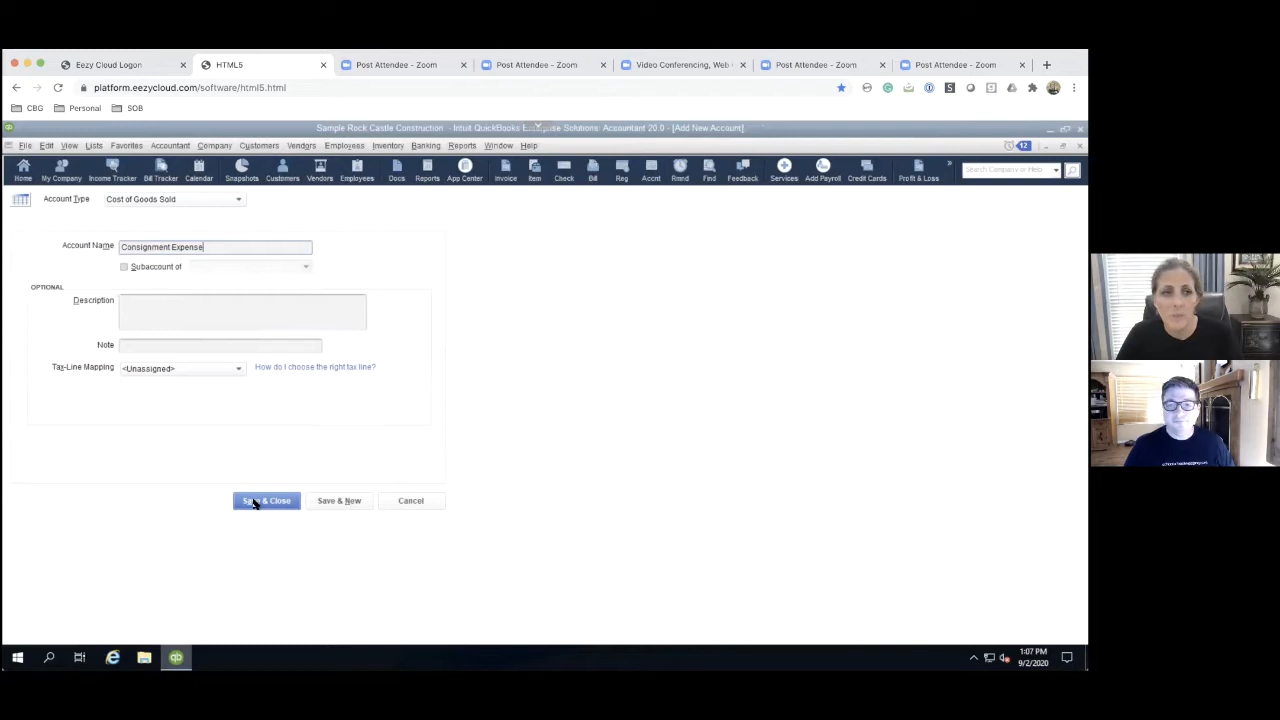 Eezy Cloud Logon
HTML5
Post Attendee - Zoom
Post Attendee - Zoom
Video Conferencing, Web
Post Attendee - Zoom
Post Attendee - Zoom
platform.eezycloud.com/software/html5.html
CBG
Personal
SOB
Sample Rock Castle Construction - Intuit QuickBooks Enterprise Solutions: Accountant 20.0 - [Add New Account]
File Edit View Lists Favorites Accountant Company Customers Vendors Employees Inventory Banking Reports Window Help
12
Home My Company Income Tracker Bill Tracker Calendar Snapshots Customers Vendors Employees Docs Reports App Center Invoice Item Check Bill Reg Accnt Rmnd Find Feedback Services Add Payroll Credit Cards Profit & Loss
Search Company or Help
Account Type Cost of Goods Sold
Account Name Consignment Expense
Subaccount of
OPTIONAL
Description
Note
Tax-Line Mapping <Unassigned> How do I choose the right tax line?
Save & Close Save & New Cancel
1:07 PM
9/2/2020